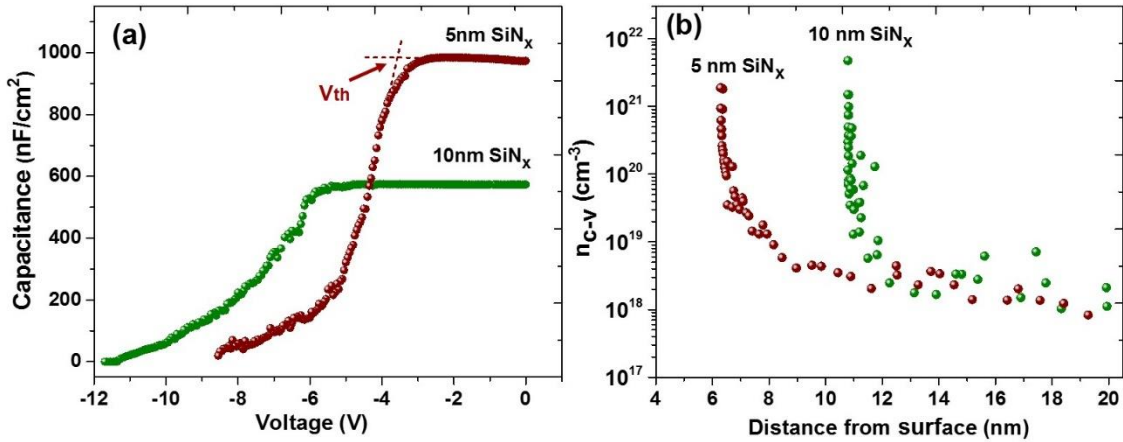 (a)
5nm SiNₓ
Vth
10nm SiNₓ
Capacitance (nF/cm²)
1000
800
600
400
200
0
-12 -10 -8 -6 -4 -2 0
Voltage (V)
(b)
10 nm SiNₓ
5 nm SiNₓ
n_C-V (cm⁻³)
10²²
10²¹
10²⁰
10¹⁹
10¹⁸
10¹⁷
4 6 8 10 12 14 16 18 20
Distance from surface (nm)